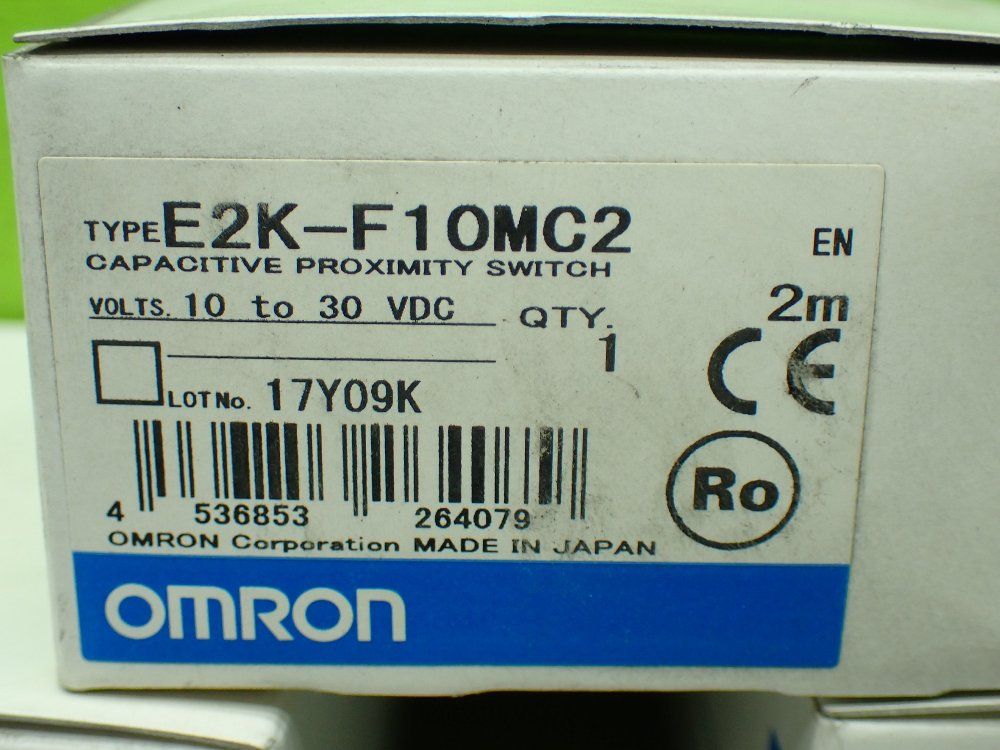 TYPE E2K-F10MC2
EN
CAPACITIVE PROXIMITY SWITCH
VOLTS. 10 to 30 VDC
QTY.
2m
1
CE
LOT No. 17Y09K
Ro
4 536853 264079
OMRON Corporation MADE IN JAPAN
OMRON